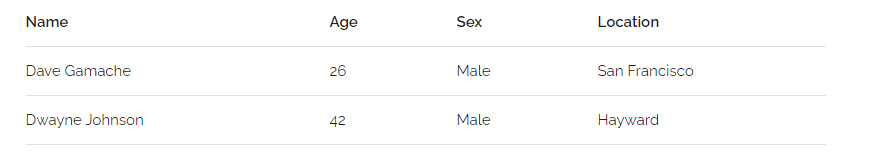 Name Age Sex Location
Dave Gamache 26 Male San Francisco
Dwayne Johnson 42 Male Hayward